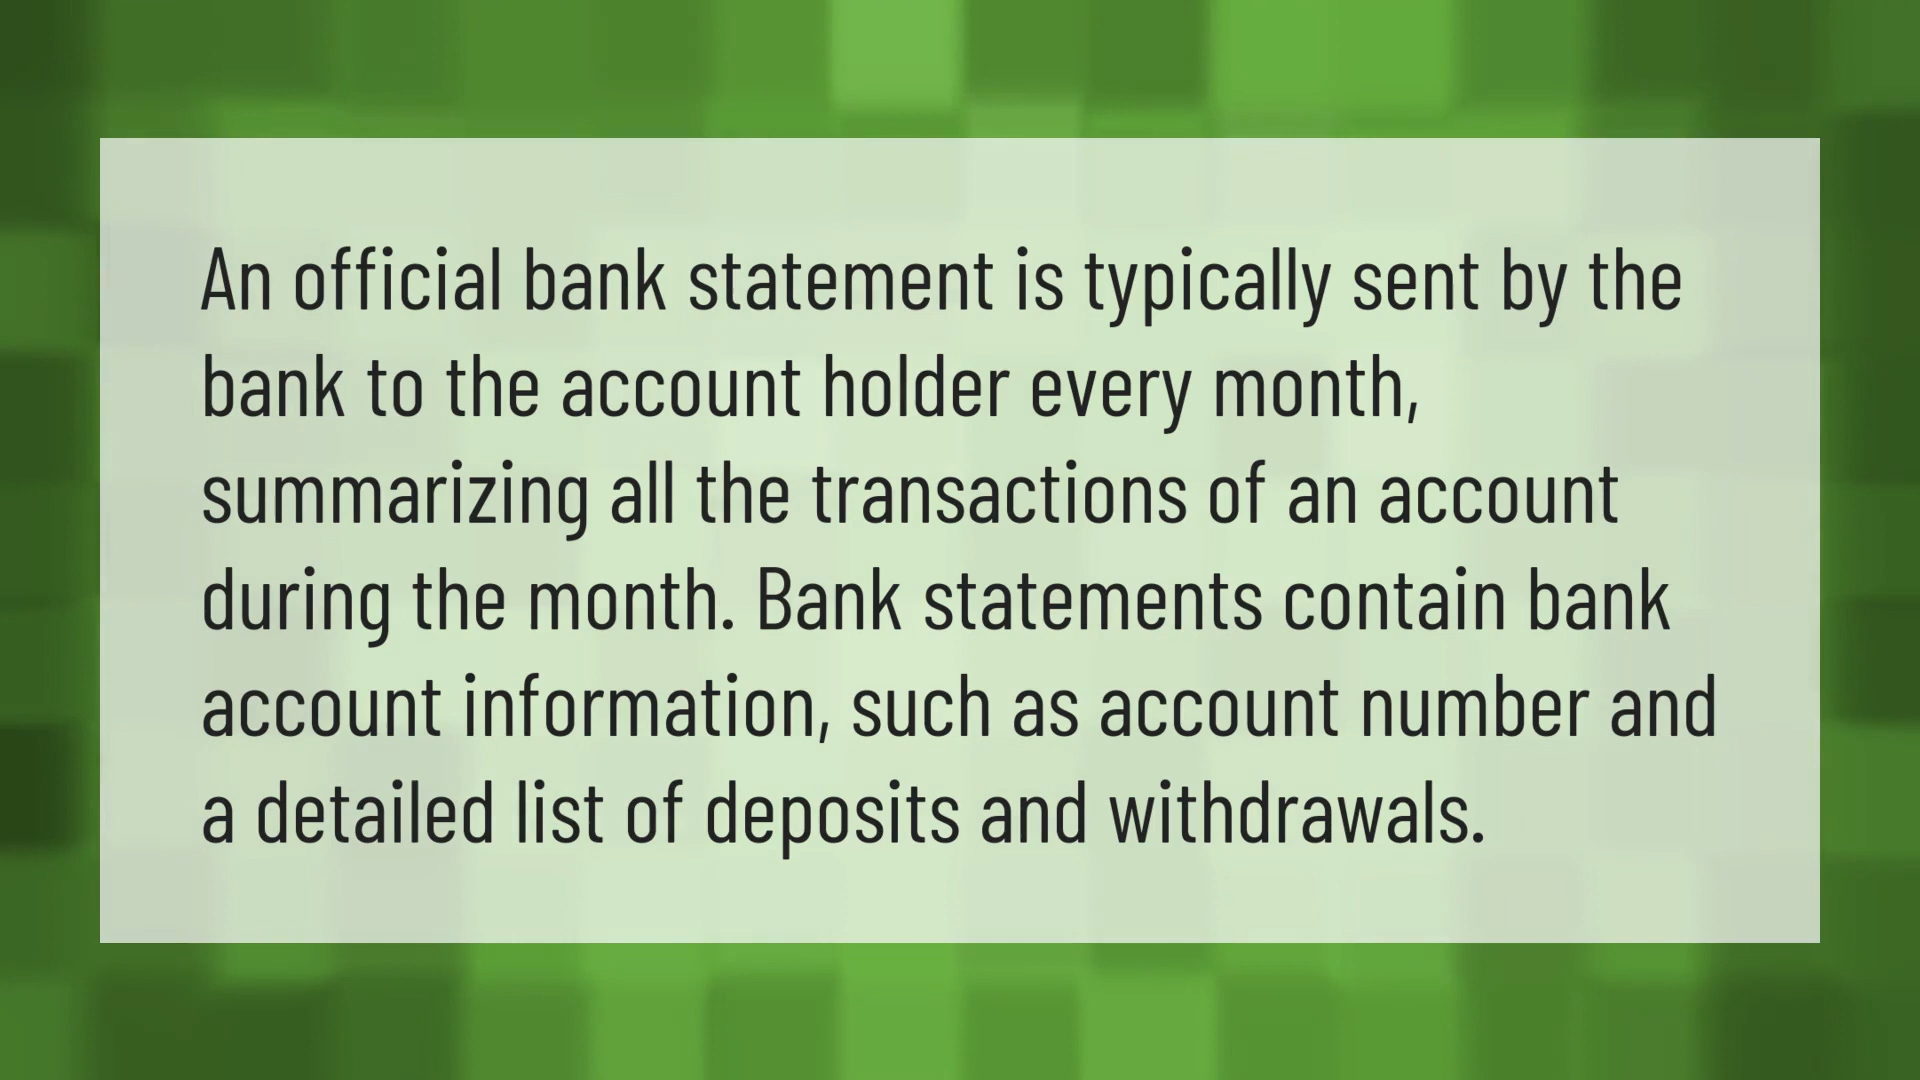 An official bank statement is typically sent by the
bank to the account holder every month,
summarizing all the transactions of an account
during the month. Bank statements contain bank
account information, such as account number and
a detailed list of deposits and withdrawals.